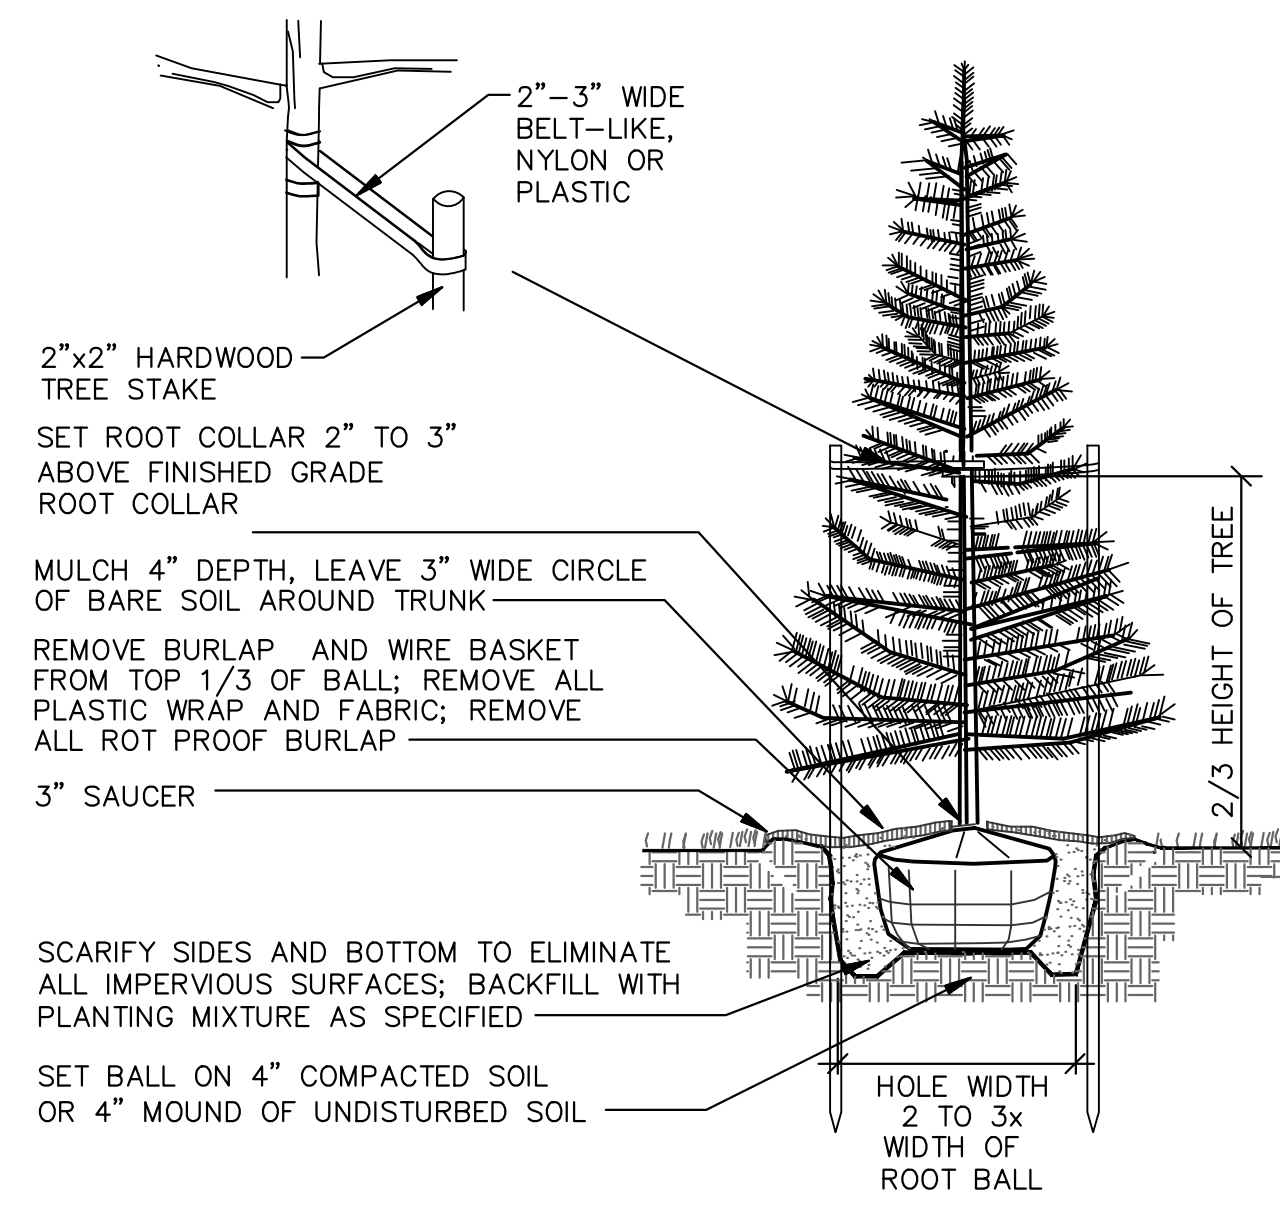 2”–3” WIDE
BELT–LIKE,
NYLON OR
PLASTIC
2”x2” HARDWOOD
TREE STAKE
SET ROOT COLLAR 2” TO 3”
ABOVE FINISHED GRADE
ROOT COLLAR
MULCH 4” DEPTH, LEAVE 3” WIDE CIRCLE
OF BARE SOIL AROUND TRUNK
REMOVE BURLAP AND WIRE BASKET
FROM TOP 1/3 OF BALL; REMOVE ALL
PLASTIC WRAP AND FABRIC; REMOVE
ALL ROT PROOF BURLAP
3” SAUCER
SCARIFY SIDES AND BOTTOM TO ELIMINATE
ALL IMPERVIOUS SURFACES; BACKFILL WITH
PLANTING MIXTURE AS SPECIFIED
SET BALL ON 4” COMPACTED SOIL
OR 4” MOUND OF UNDISTURBED SOIL
2/3 HEIGHT OF TREE
HOLE WIDTH
2 TO 3x
WIDTH OF
ROOT BALL